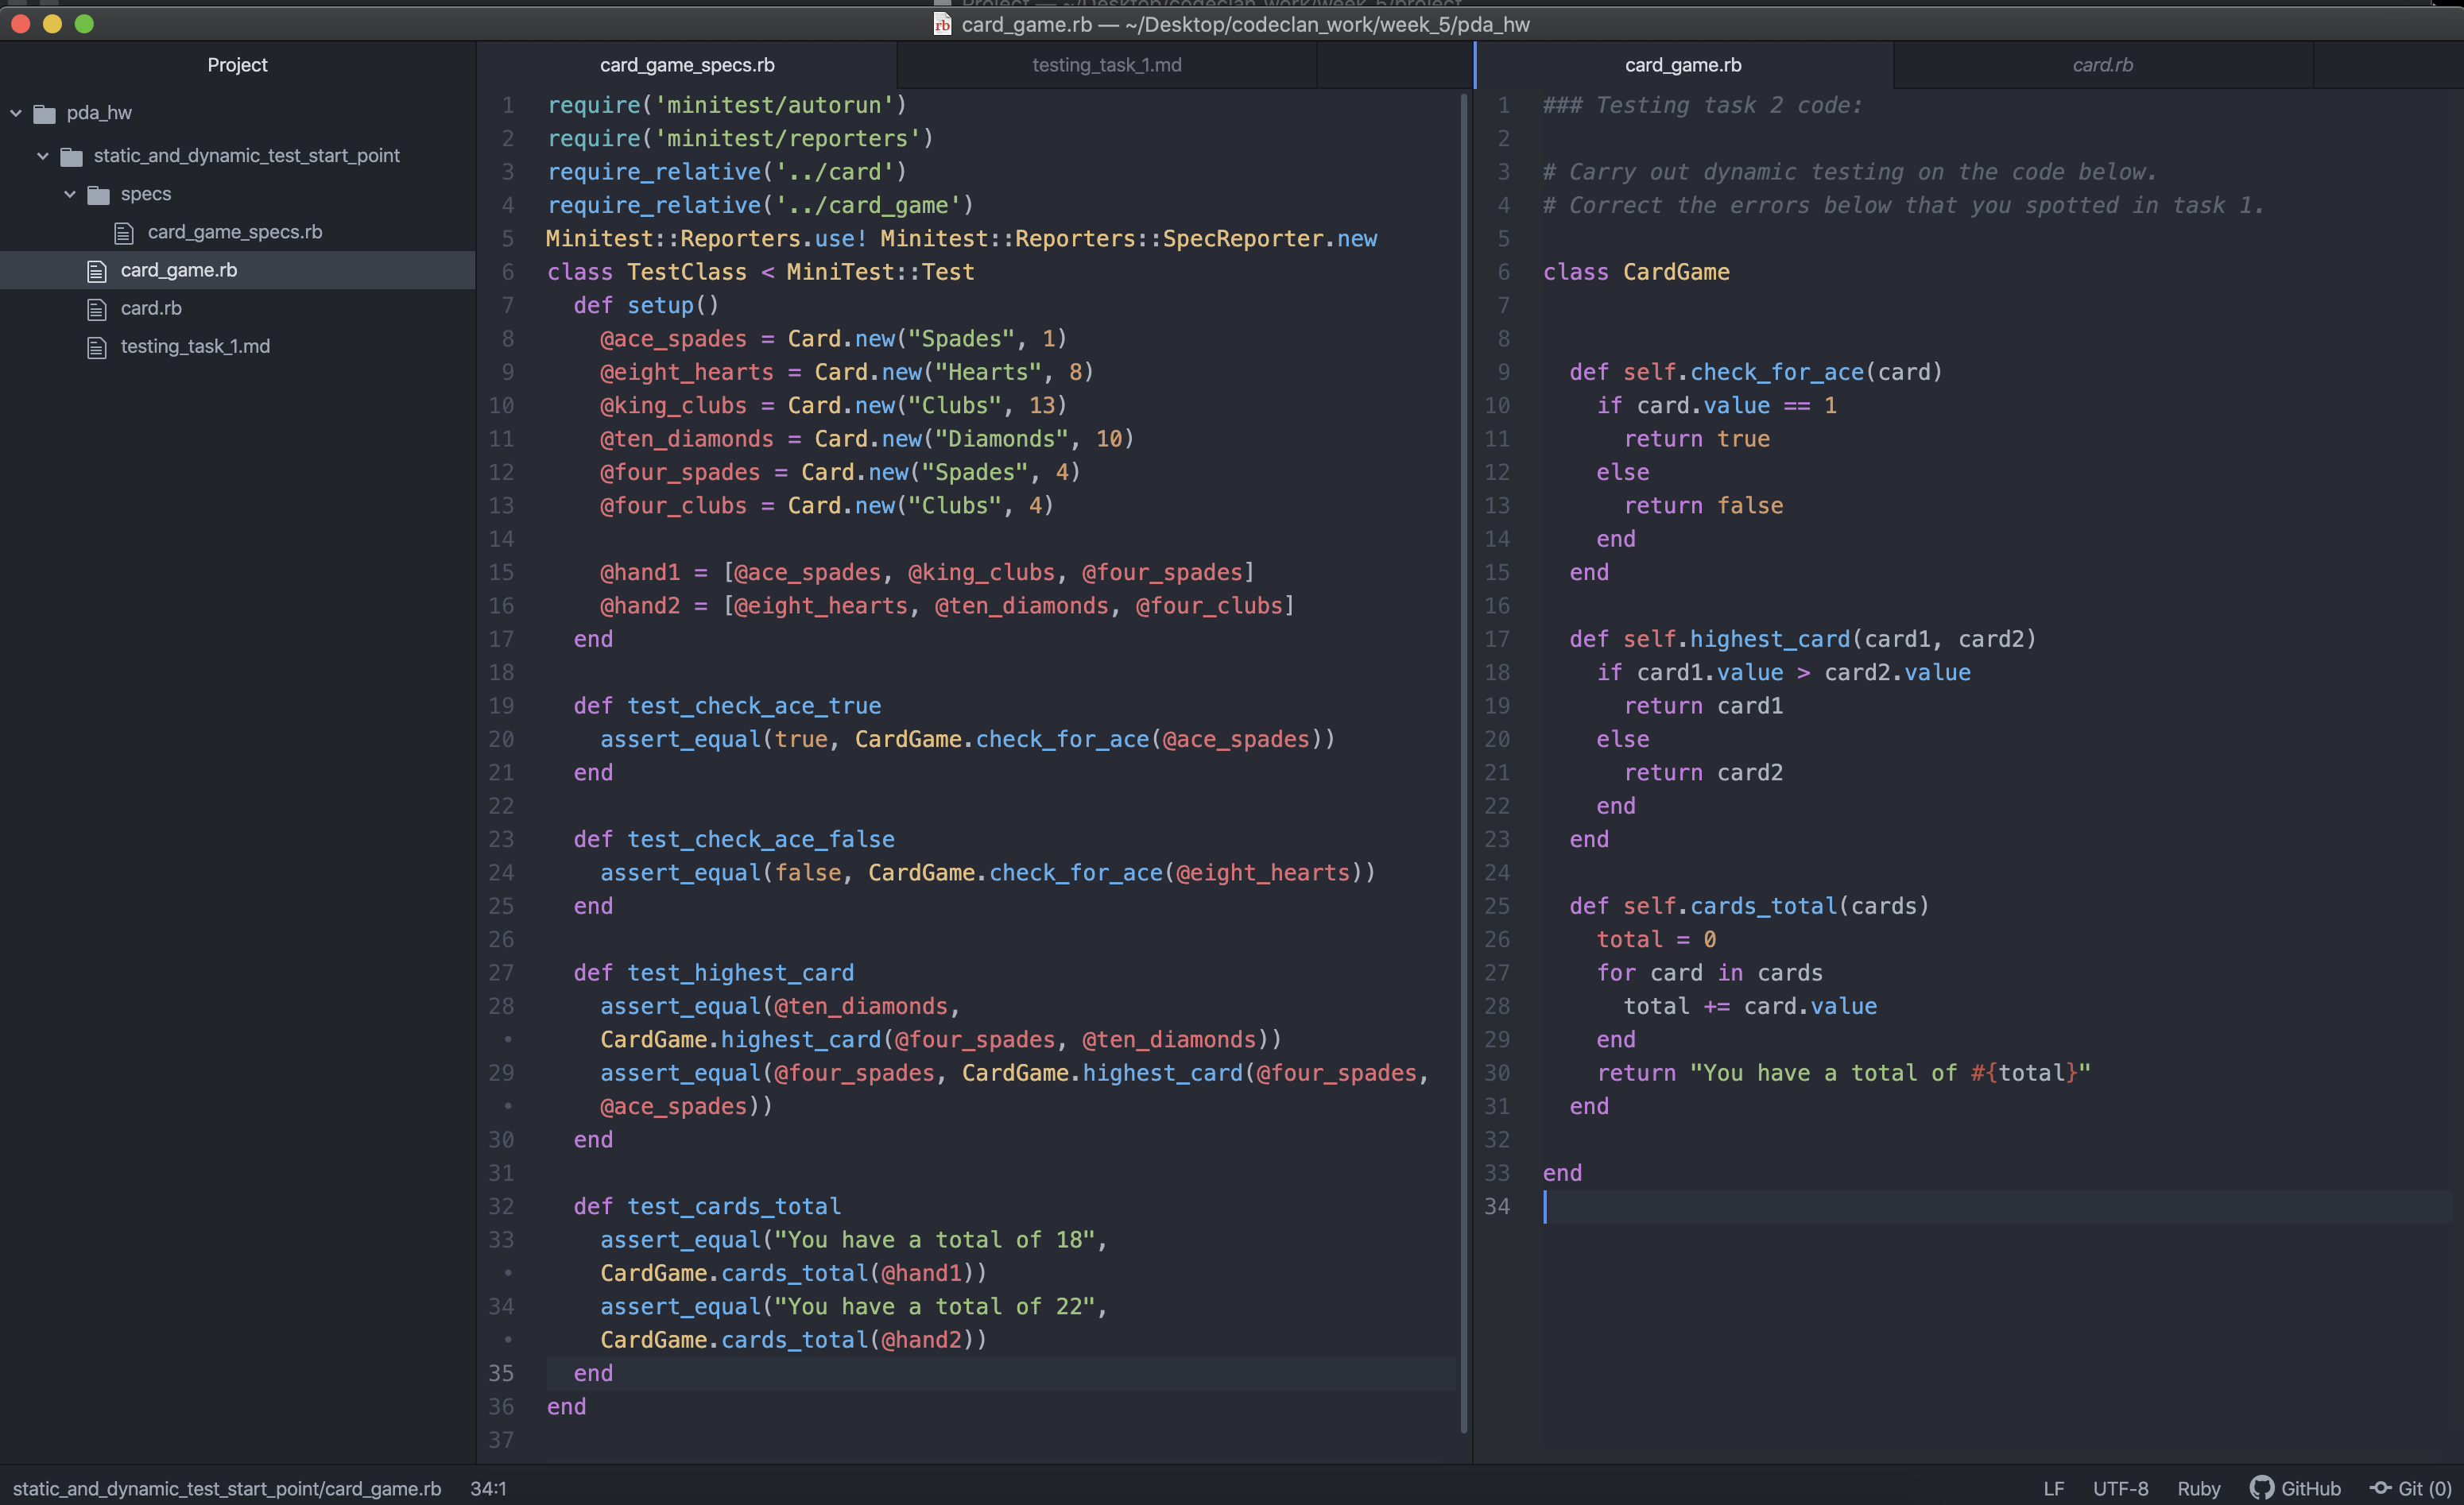 card_game.rb — ~/Desktop/codeclan_work/week_5/pda_hw
Project
pda_hw
static_and_dynamic_test_start_point
specs
card_game_specs.rb
card_game.rb
card.rb
testing_task_1.md
card_game_specs.rb
testing_task_1.md
1 require('minitest/autorun')
2 require('minitest/reporters')
3 require_relative('../card')
4 require_relative('../card_game')
5 Minitest::Reporters.use! Minitest::Reporters::SpecReporter.new
6 class TestClass < MiniTest::Test
7   def setup()
8     @ace_spades = Card.new("Spades", 1)
9     @eight_hearts = Card.new("Hearts", 8)
10     @king_clubs = Card.new("Clubs", 13)
11     @ten_diamonds = Card.new("Diamonds", 10)
12     @four_spades = Card.new("Spades", 4)
13     @four_clubs = Card.new("Clubs", 4)
14
15     @hand1 = [@ace_spades, @king_clubs, @four_spades]
16     @hand2 = [@eight_hearts, @ten_diamonds, @four_clubs]
17   end
18
19   def test_check_ace_true
20     assert_equal(true, CardGame.check_for_ace(@ace_spades))
21   end
22
23   def test_check_ace_false
24     assert_equal(false, CardGame.check_for_ace(@eight_hearts))
25   end
26
27   def test_highest_card
28     assert_equal(@ten_diamonds,
•     CardGame.highest_card(@four_spades, @ten_diamonds))
29     assert_equal(@four_spades, CardGame.highest_card(@four_spades,
•     @ace_spades))
30   end
31
32   def test_cards_total
33     assert_equal("You have a total of 18",
•     CardGame.cards_total(@hand1))
34     assert_equal("You have a total of 22",
•     CardGame.cards_total(@hand2))
35   end
36 end
37
card_game.rb
card.rb
1 ### Testing task 2 code:
2
3 # Carry out dynamic testing on the code below.
4 # Correct the errors below that you spotted in task 1.
5
6 class CardGame
7
8
9   def self.check_for_ace(card)
10     if card.value == 1
11       return true
12     else
13       return false
14     end
15   end
16
17   def self.highest_card(card1, card2)
18     if card1.value > card2.value
19       return card1
20     else
21       return card2
22     end
23   end
24
25   def self.cards_total(cards)
26     total = 0
27     for card in cards
28       total += card.value
29     end
30     return "You have a total of #{total}"
31   end
32
33 end
34
static_and_dynamic_test_start_point/card_game.rb 34:1
LF UTF-8 Ruby GitHub Git (0)